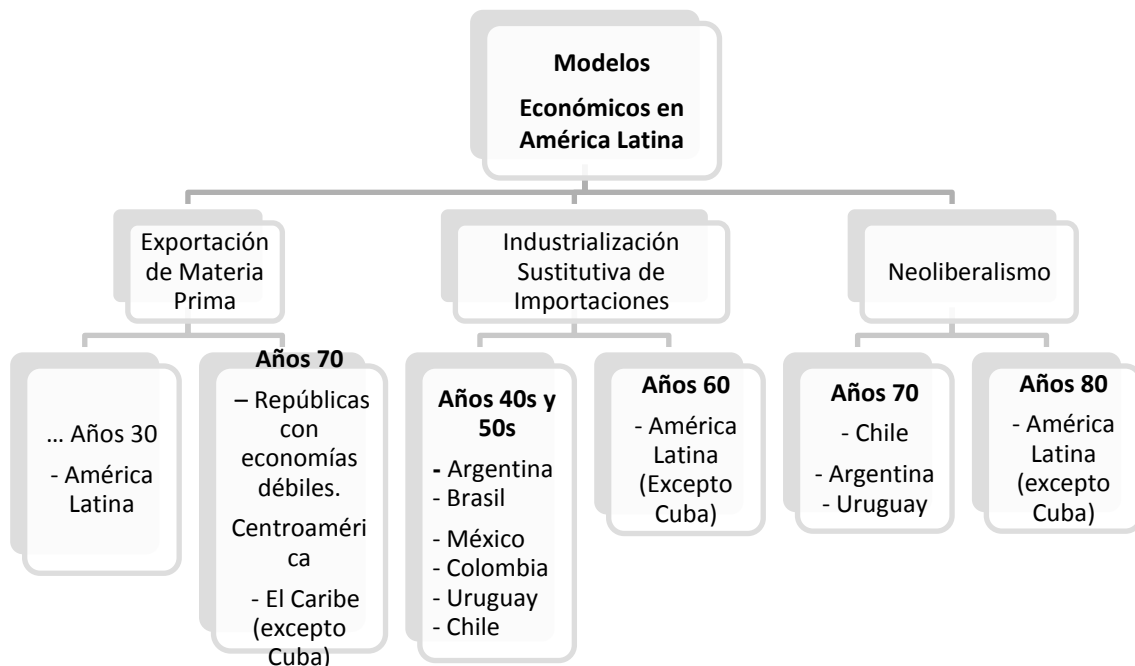 Modelos
Económicos en
América Latina
Exportación
de Materia
Prima
Industrialización
Sustitutiva de
Importaciones
Neoliberalismo
... Años 30
- América
Latina
Años 70
– Repúblicas
con
economías
débiles.
Centroaméri
ca
- El Caribe
(excepto
Cuba)
Años 40s y
50s
- Argentina
- Brasil
- México
- Colombia
- Uruguay
- Chile
Años 60
- América
Latina
(Excepto
Cuba)
Años 70
- Chile
- Argentina
- Uruguay
Años 80
- América
Latina
(excepto
Cuba)